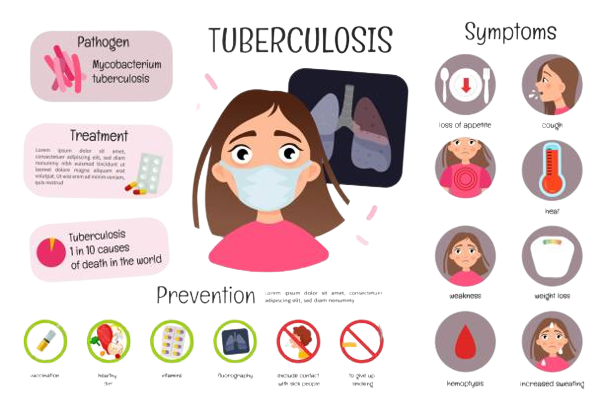 TUBERCULOSIS
Pathogen
Mycobacterium
tuberculosis
Treatment
Lorem ipsum dolor sit amet,
consectetuer adipiscing elit, sed diam
nonummy nibh euismod tincidunt ut
laoreet dolore magna aliquam erat
volutpat. Ut wisi enim ad minim veniam,
quis nostrud
Tuberculosis
1 in 10 causes
of death in the world
Symptoms
loss of appetite
cough
heat
weakness
weight loss
hemoptysis
increased sweating
Prevention
Lorem ipsum dolor sit amet, consectetuer
adipiscing elit, sed diam nonummy
vaccination
healthy
diet
vitamins
fluorography
exclude contact
with sick people
to give up
smoking